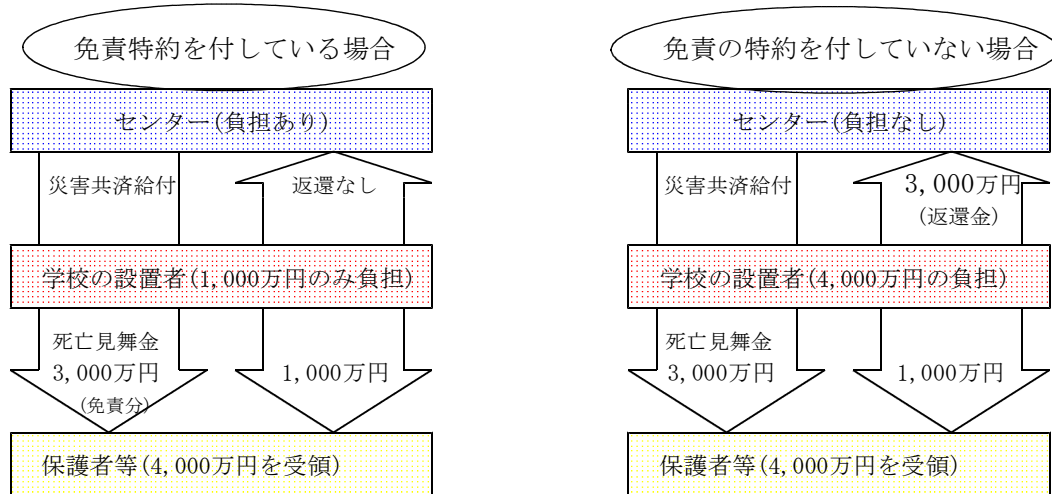 免責特約を付している場合
センター(負担あり)
災害共済給付
返還なし
学校の設置者(1,000万円のみ負担)
死亡見舞金
3,000万円
(免責分)
1,000万円
保護者等(4,000万円を受領)
免責の特約を付していない場合
センター(負担なし)
災害共済給付
3,000万円
(返還金)
学校の設置者(4,000万円の負担)
死亡見舞金
3,000万円
1,000万円
保護者等(4,000万円を受領)